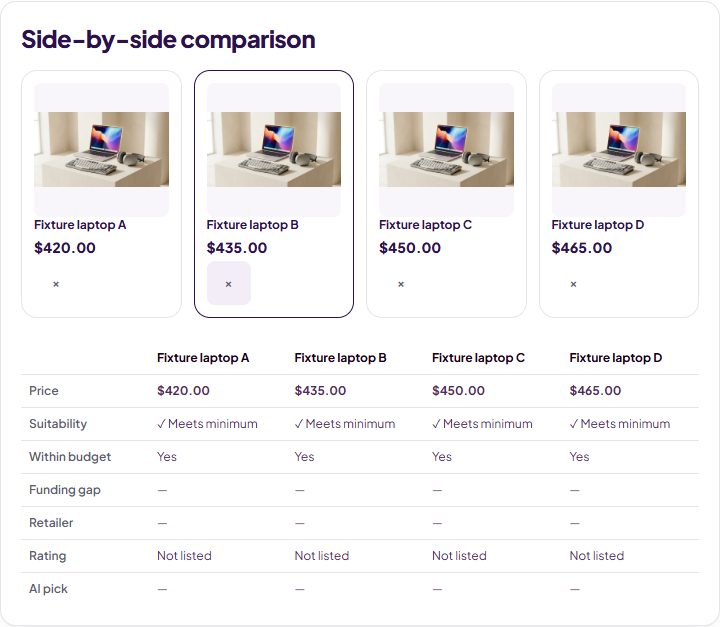 Side-by-side comparison
Fixture laptop A Fixture laptop B Fixture laptop C Fixture laptop D
$420.00 $435.00 $450.00 $465.00
× × × ×
Fixture laptop A Fixture laptop B Fixture laptop C Fixture laptop D
Price $420.00 $435.00 $450.00 $465.00
Suitability ✓ Meets minimum ✓ Meets minimum ✓ Meets minimum ✓ Meets minimum
Within budget Yes Yes Yes Yes
Funding gap — — — —
Retailer — — — —
Rating Not listed Not listed Not listed Not listed
AI pick — — — —